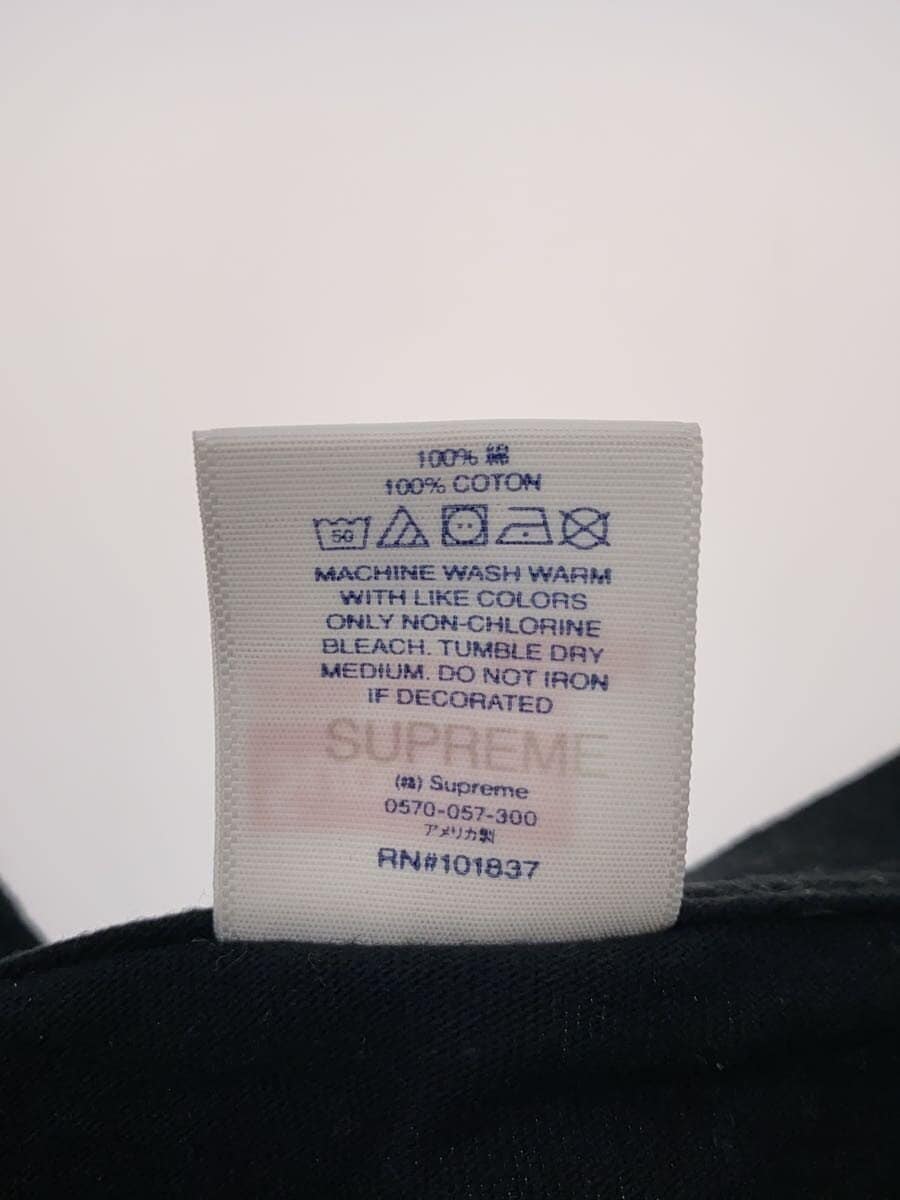 100% 綿
100% COTON
50
MACHINE WASH WARM
WITH LIKE COLORS
ONLY NON-CHLORINE
BLEACH. TUMBLE DRY
MEDIUM. DO NOT IRON
IF DECORATED
SUPREME
(株) Supreme
0570-057-300
アメリカ製
RN#101837